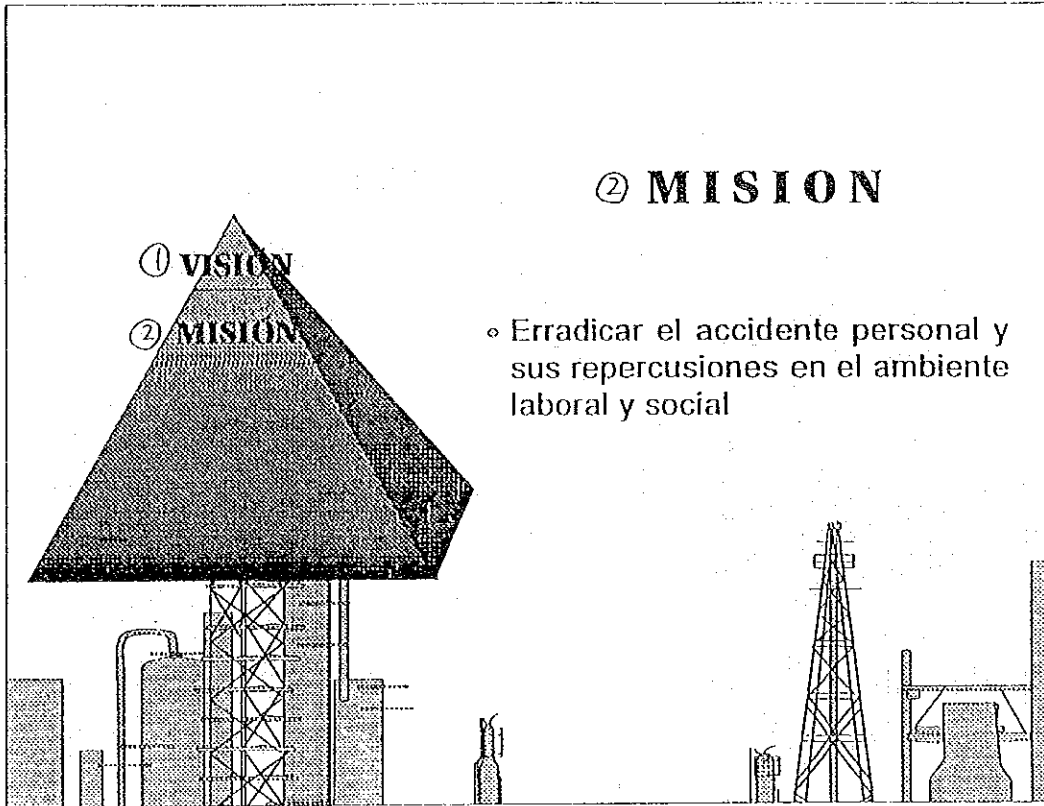 ② MISION
① VISIÓN
② MISIÓN
◦ Erradicar el accidente personal y
sus repercusiones en el ambiente
laboral y social